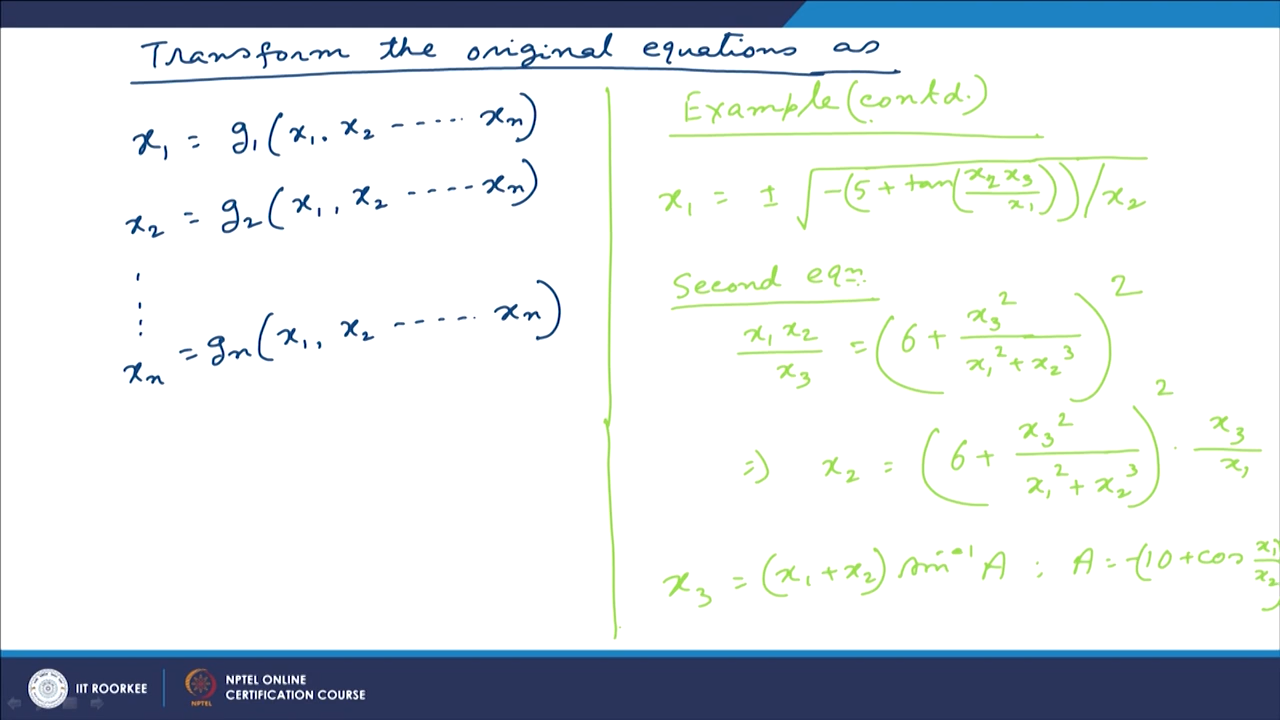 Transform the original equations as
x₁ = g₁(x₁, x₂ ------- xₙ)
x₂ = g₂(x₁, x₂ ------- xₙ)
⋮
xₙ = gₙ(x₁, x₂ ------- xₙ)
Example (contd.)
x₁ = ± √(-(5 + tan(x₂x₃/x₁))/x₂)
Second eqn.
x₁x₂/x₃ = (6 + x₃²/(x₁² + x₂³))²
=) x₂ = (6 + x₃²/(x₁² + x₂³))² · x₃/x₁
x₃ = (x₁ + x₂) sin⁻¹ A ; A = -(10 + cos x₁/x₂)
IIT ROORKEE
NPTEL ONLINE
CERTIFICATION COURSE
NPTEL